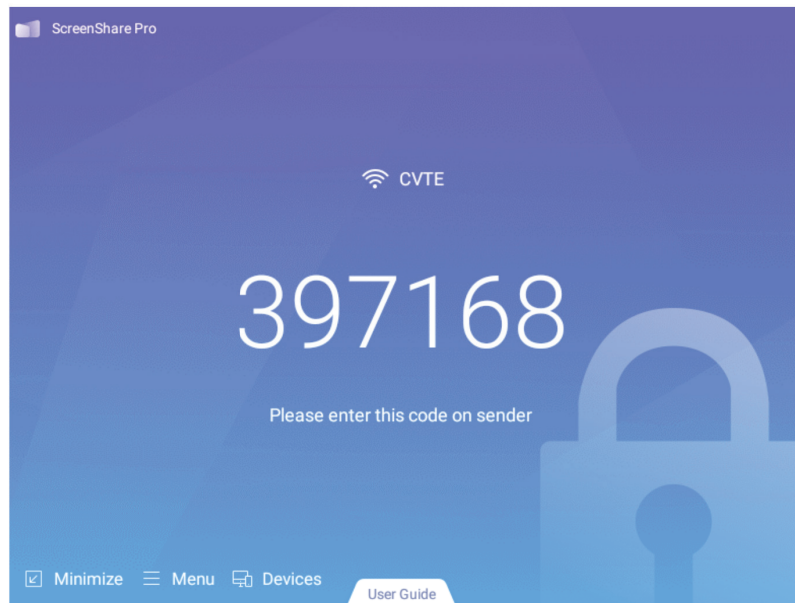 ScreenShare Pro
CVTE
397168
Please enter this code on sender
Minimize Menu Devices
User Guide